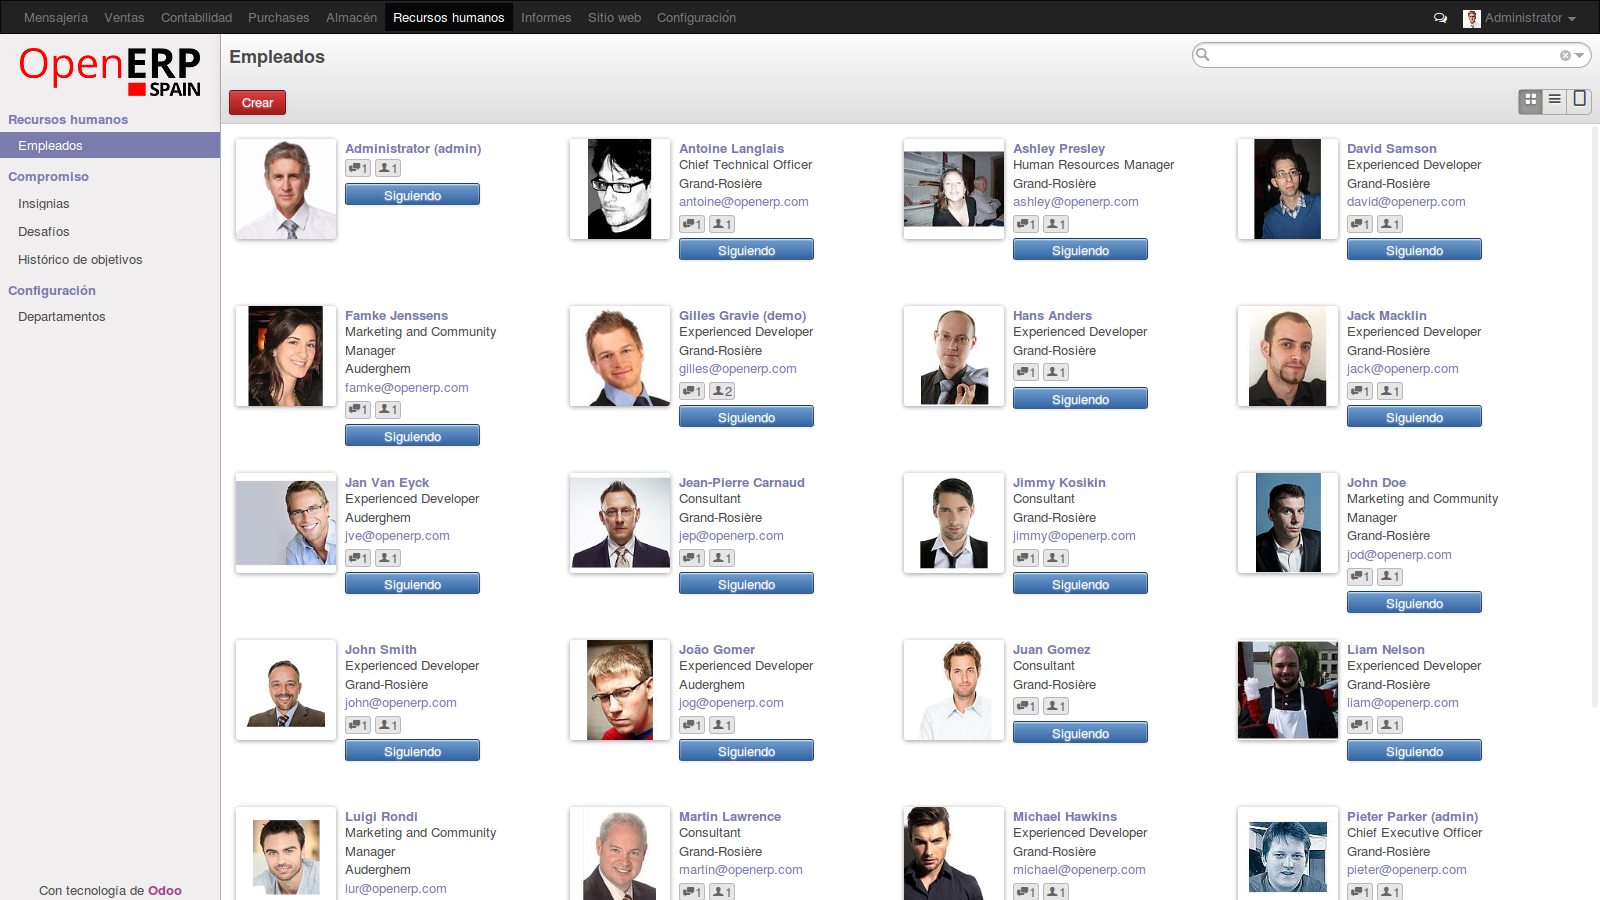 Mensajería Ventas Contabilidad Purchases Almacén Recursos humanos Informes Sitio web Configuración Administrator
OpenERP
SPAIN
Recursos humanos
Empleados
Compromiso
Insignias
Desafíos
Histórico de objetivos
Configuración
Departamentos
Con tecnología de Odoo
Empleados
Crear
Administrator (admin)
1 1
Siguiendo
Antoine Langlais
Chief Technical Officer
Grand-Rosière
antoine@openerp.com
1 1
Siguiendo
Ashley Presley
Human Resources Manager
Grand-Rosière
ashley@openerp.com
1 1
Siguiendo
David Samson
Experienced Developer
Grand-Rosière
david@openerp.com
1 1
Siguiendo
Famke Jenssens
Marketing and Community
Manager
Auderghem
famke@openerp.com
1 1
Siguiendo
Gilles Gravie (demo)
Experienced Developer
Grand-Rosière
gilles@openerp.com
1 2
Siguiendo
Hans Anders
Experienced Developer
Grand-Rosière
1 1
Siguiendo
Jack Macklin
Experienced Developer
Grand-Rosière
jack@openerp.com
1 1
Siguiendo
Jan Van Eyck
Experienced Developer
Auderghem
jve@openerp.com
1 1
Siguiendo
Jean-Pierre Carnaud
Consultant
Grand-Rosière
jep@openerp.com
1 1
Siguiendo
Jimmy Kosikin
Consultant
Grand-Rosière
jimmy@openerp.com
1 1
Siguiendo
John Doe
Marketing and Community
Manager
Grand-Rosière
jod@openerp.com
1 1
Siguiendo
John Smith
Experienced Developer
Grand-Rosière
john@openerp.com
1 1
Siguiendo
João Gomer
Experienced Developer
Auderghem
jog@openerp.com
1 1
Siguiendo
Juan Gomez
Consultant
Grand-Rosière
1 1
Siguiendo
Liam Nelson
Experienced Developer
Grand-Rosière
liam@openerp.com
1 1
Siguiendo
Luigi Rondi
Marketing and Community
Manager
Auderghem
lur@openerp.com
Martin Lawrence
Consultant
Grand-Rosière
martin@openerp.com
1 1
Michael Hawkins
Experienced Developer
Grand-Rosière
michael@openerp.com
1 1
Pieter Parker (admin)
Chief Executive Officer
Grand-Rosière
pieter@openerp.com
1 1